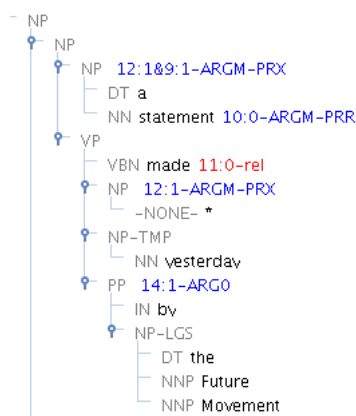 NP
NP
NP 12:1&9:1-ARGM-PRX
DT a
NN statement 10:0-ARGM-PRR
VP
VBN made 11:0-rel
NP 12:1-ARGM-PRX
-NONE- *
NP-TMP
NN yesterday
PP 14:1-ARG0
IN by
NP-LGS
DT the
NNP Future
NNP Movement